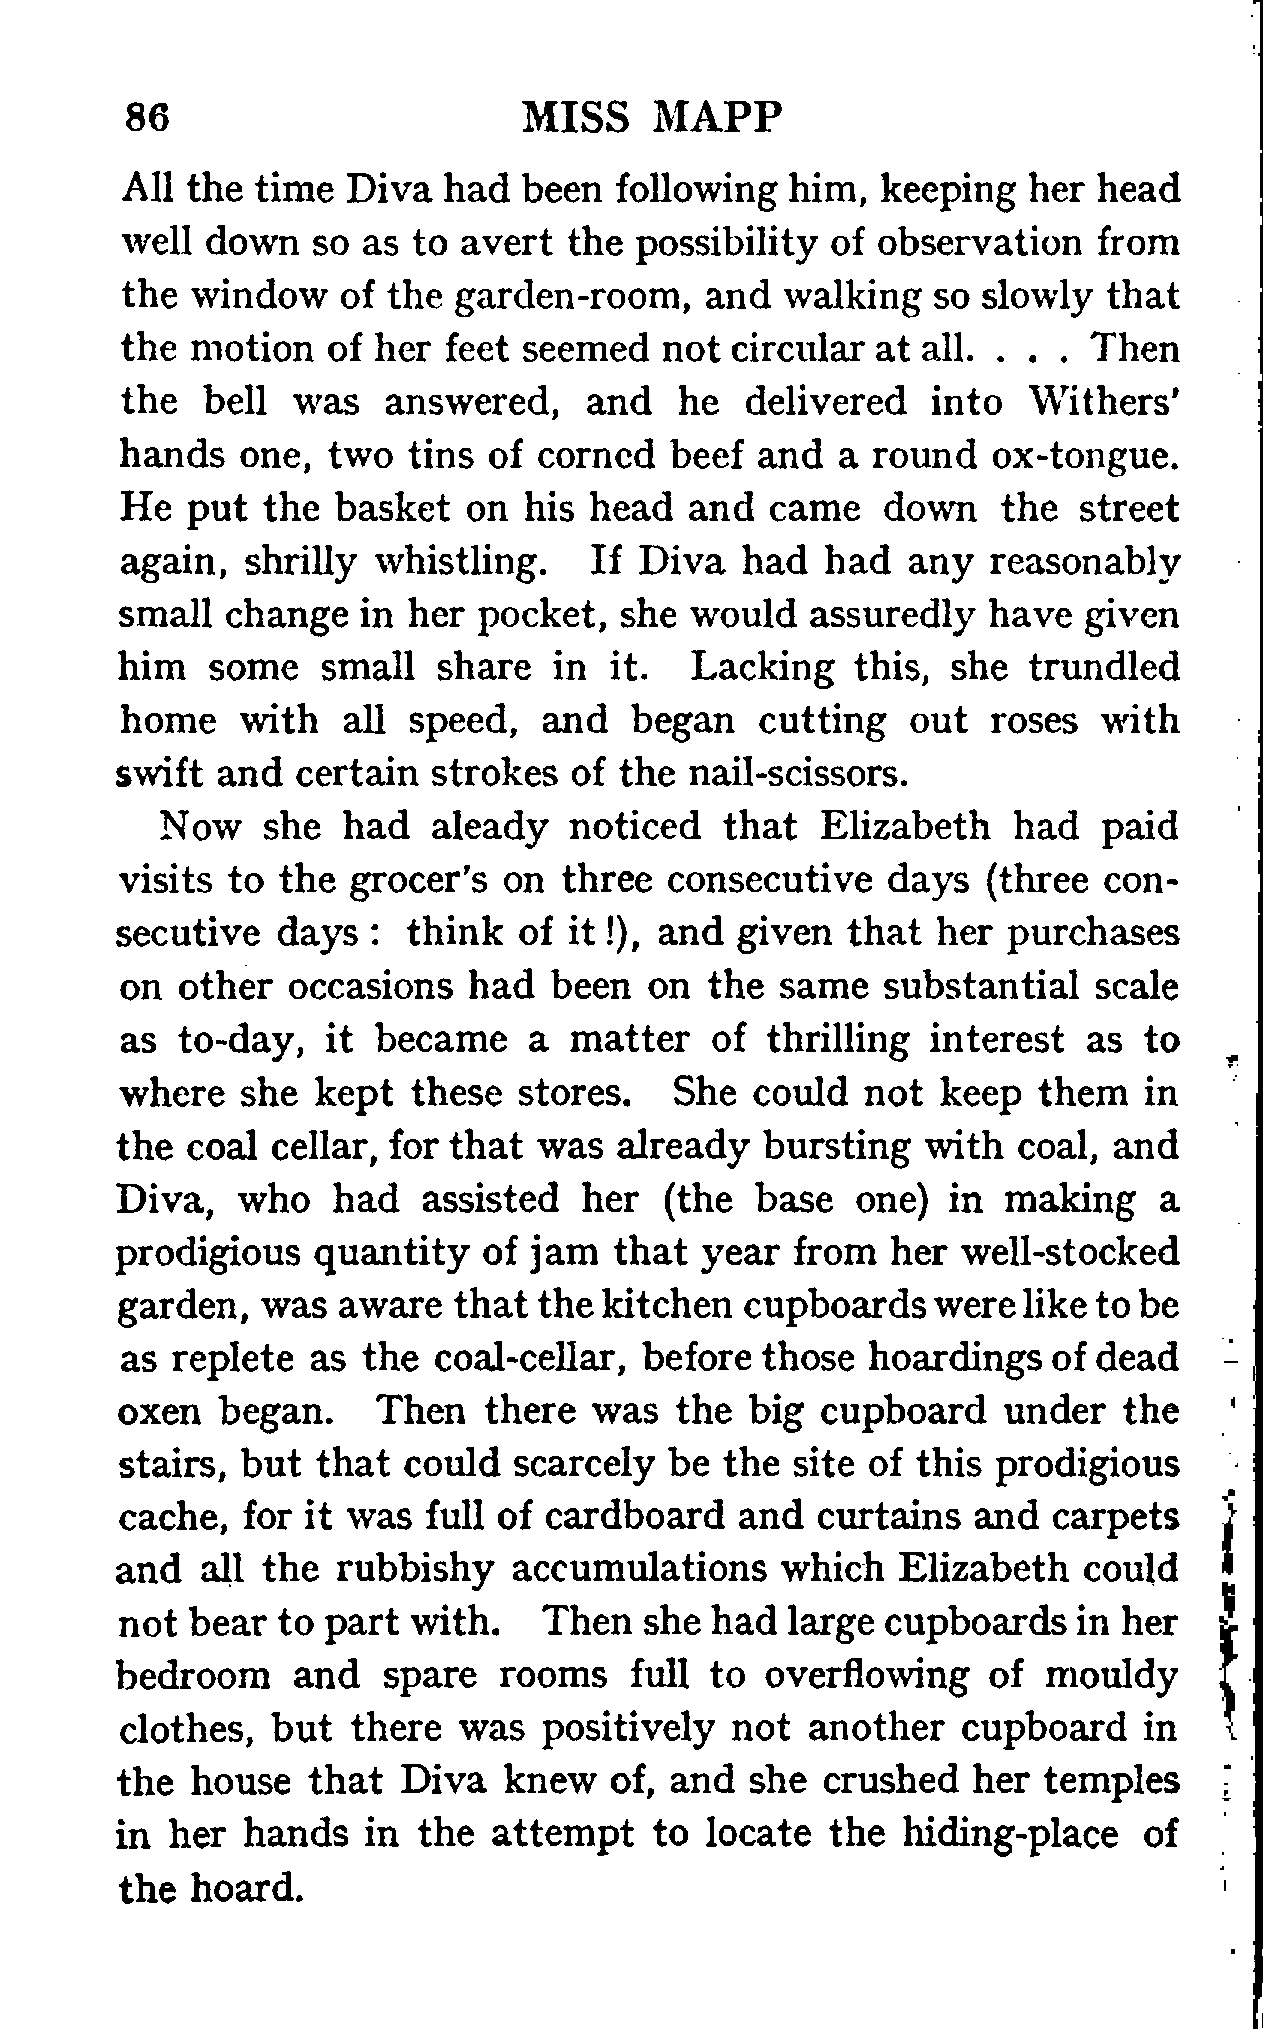 86 MISS MAPP
All the time Diva had been following him, keeping her head
well down so as to avert the possibility of observation from
the window of the garden-room, and walking so slowly that
the motion of her feet seemed not circular at all. . . . Then
the bell was answered, and he delivered into Withers'
hands one, two tins of corned beef and a round ox-tongue.
He put the basket on his head and came down the street
again, shrilly whistling. If Diva had had any reasonably
small change in her pocket, she would assuredly have given
him some small share in it. Lacking this, she trundled
home with all speed, and began cutting out roses with
swift and certain strokes of the nail-scissors.
Now she had aleady noticed that Elizabeth had paid
visits to the grocer's on three consecutive days (three con-
secutive days : think of it !), and given that her purchases
on other occasions had been on the same substantial scale
as to-day, it became a matter of thrilling interest as to
where she kept these stores. She could not keep them in
the coal cellar, for that was already bursting with coal, and
Diva, who had assisted her (the base one) in making a
prodigious quantity of jam that year from her well-stocked
garden, was aware that the kitchen cupboards were like to be
as replete as the coal-cellar, before those hoardings of dead
oxen began. Then there was the big cupboard under the
stairs, but that could scarcely be the site of this prodigious
cache, for it was full of cardboard and curtains and carpets
and all the rubbishy accumulations which Elizabeth could
not bear to part with. Then she had large cupboards in her
bedroom and spare rooms full to overflowing of mouldy
clothes, but there was positively not another cupboard in
the house that Diva knew of, and she crushed her temples
in her hands in the attempt to locate the hiding-place of
the hoard.